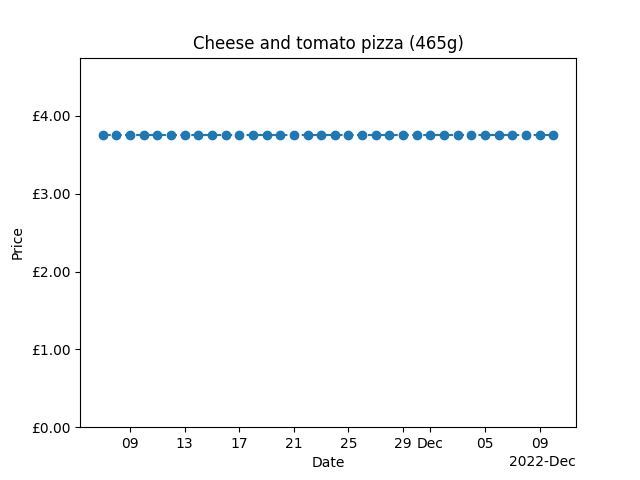 Cheese and tomato pizza (465g)
£4.00
£3.00
£2.00
£1.00
£0.00
Price
09 13 17 21 25 29 Dec 05 09
Date
2022-Dec